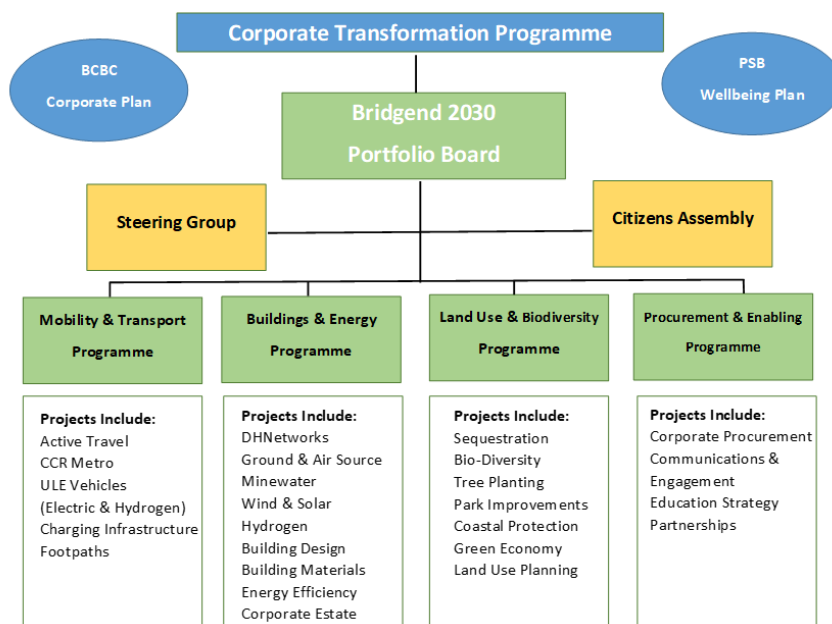 Corporate Transformation Programme
BCBC
Corporate Plan
PSB
Wellbeing Plan
Bridgend 2030
Portfolio Board
Steering Group
Citizens Assembly
Mobility & Transport
Programme
Buildings & Energy
Programme
Land Use & Biodiversity
Programme
Procurement & Enabling
Programme
Projects Include:
Active Travel
CCR Metro
ULE Vehicles
(Electric & Hydrogen)
Charging Infrastructure
Footpaths
Projects Include:
DHNetworks
Ground & Air Source
Minewater
Wind & Solar
Hydrogen
Building Design
Building Materials
Energy Efficiency
Corporate Estate
Projects Include:
Sequestration
Bio-Diversity
Tree Planting
Park Improvements
Coastal Protection
Green Economy
Land Use Planning
Projects Include:
Corporate Procurement
Communications &
Engagement
Education Strategy
Partnerships